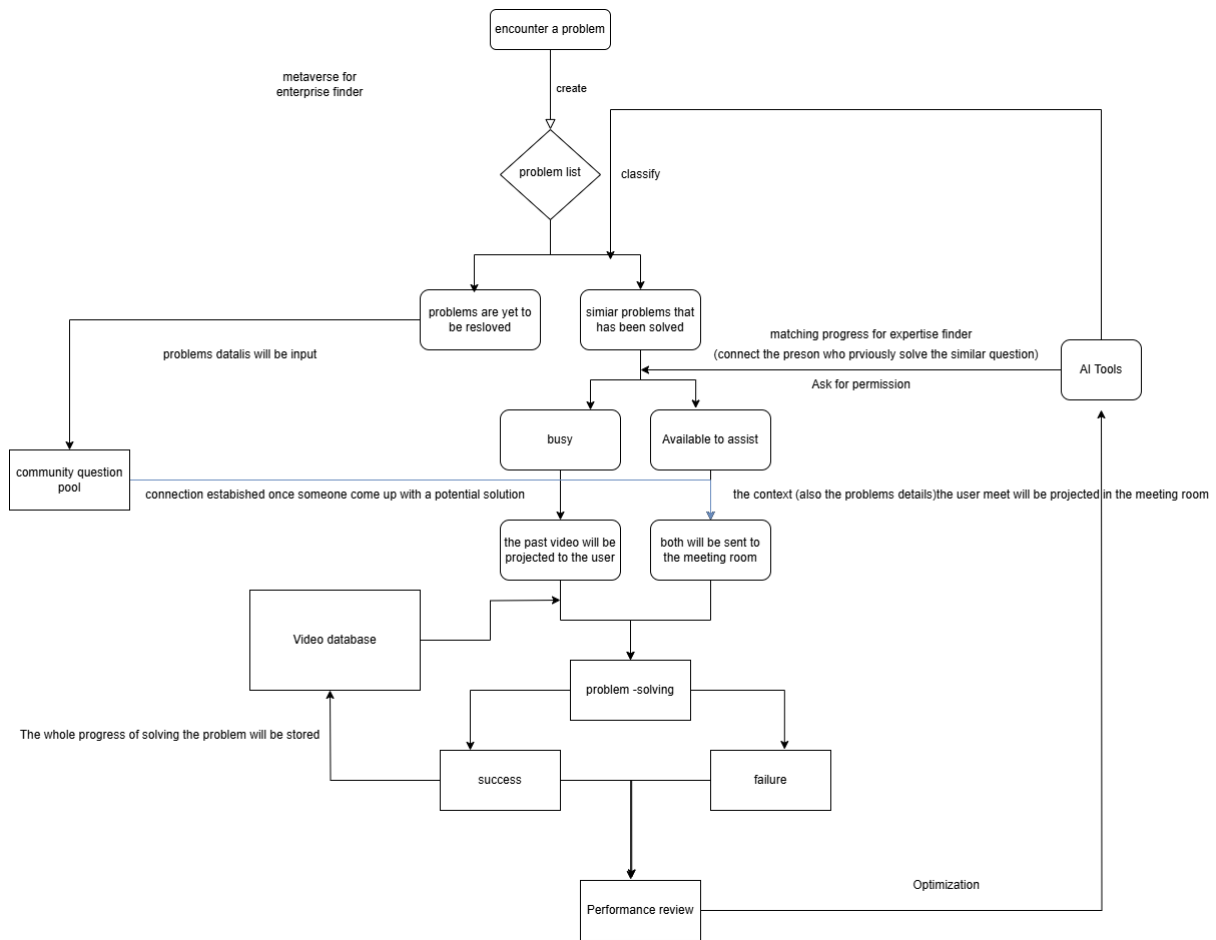 encounter a problem
metaverse for
enterprise finder
create
problem list
classify
problems are yet to
be resloved
simiar problems that
has been solved
matching progress for expertise finder
(connect the preson who prviously solve the similar question)
AI Tools
problems datalis will be input
Ask for permission
busy
Available to assist
community question
pool
connection estabished once someone come up with a potential solution
the context (also the problems details)the user meet will be projected in the meeting room
the past video will be
projected to the user
both will be sent to
the meeting room
Video database
problem -solving
The whole progress of solving the problem will be stored
success
failure
Optimization
Performance review